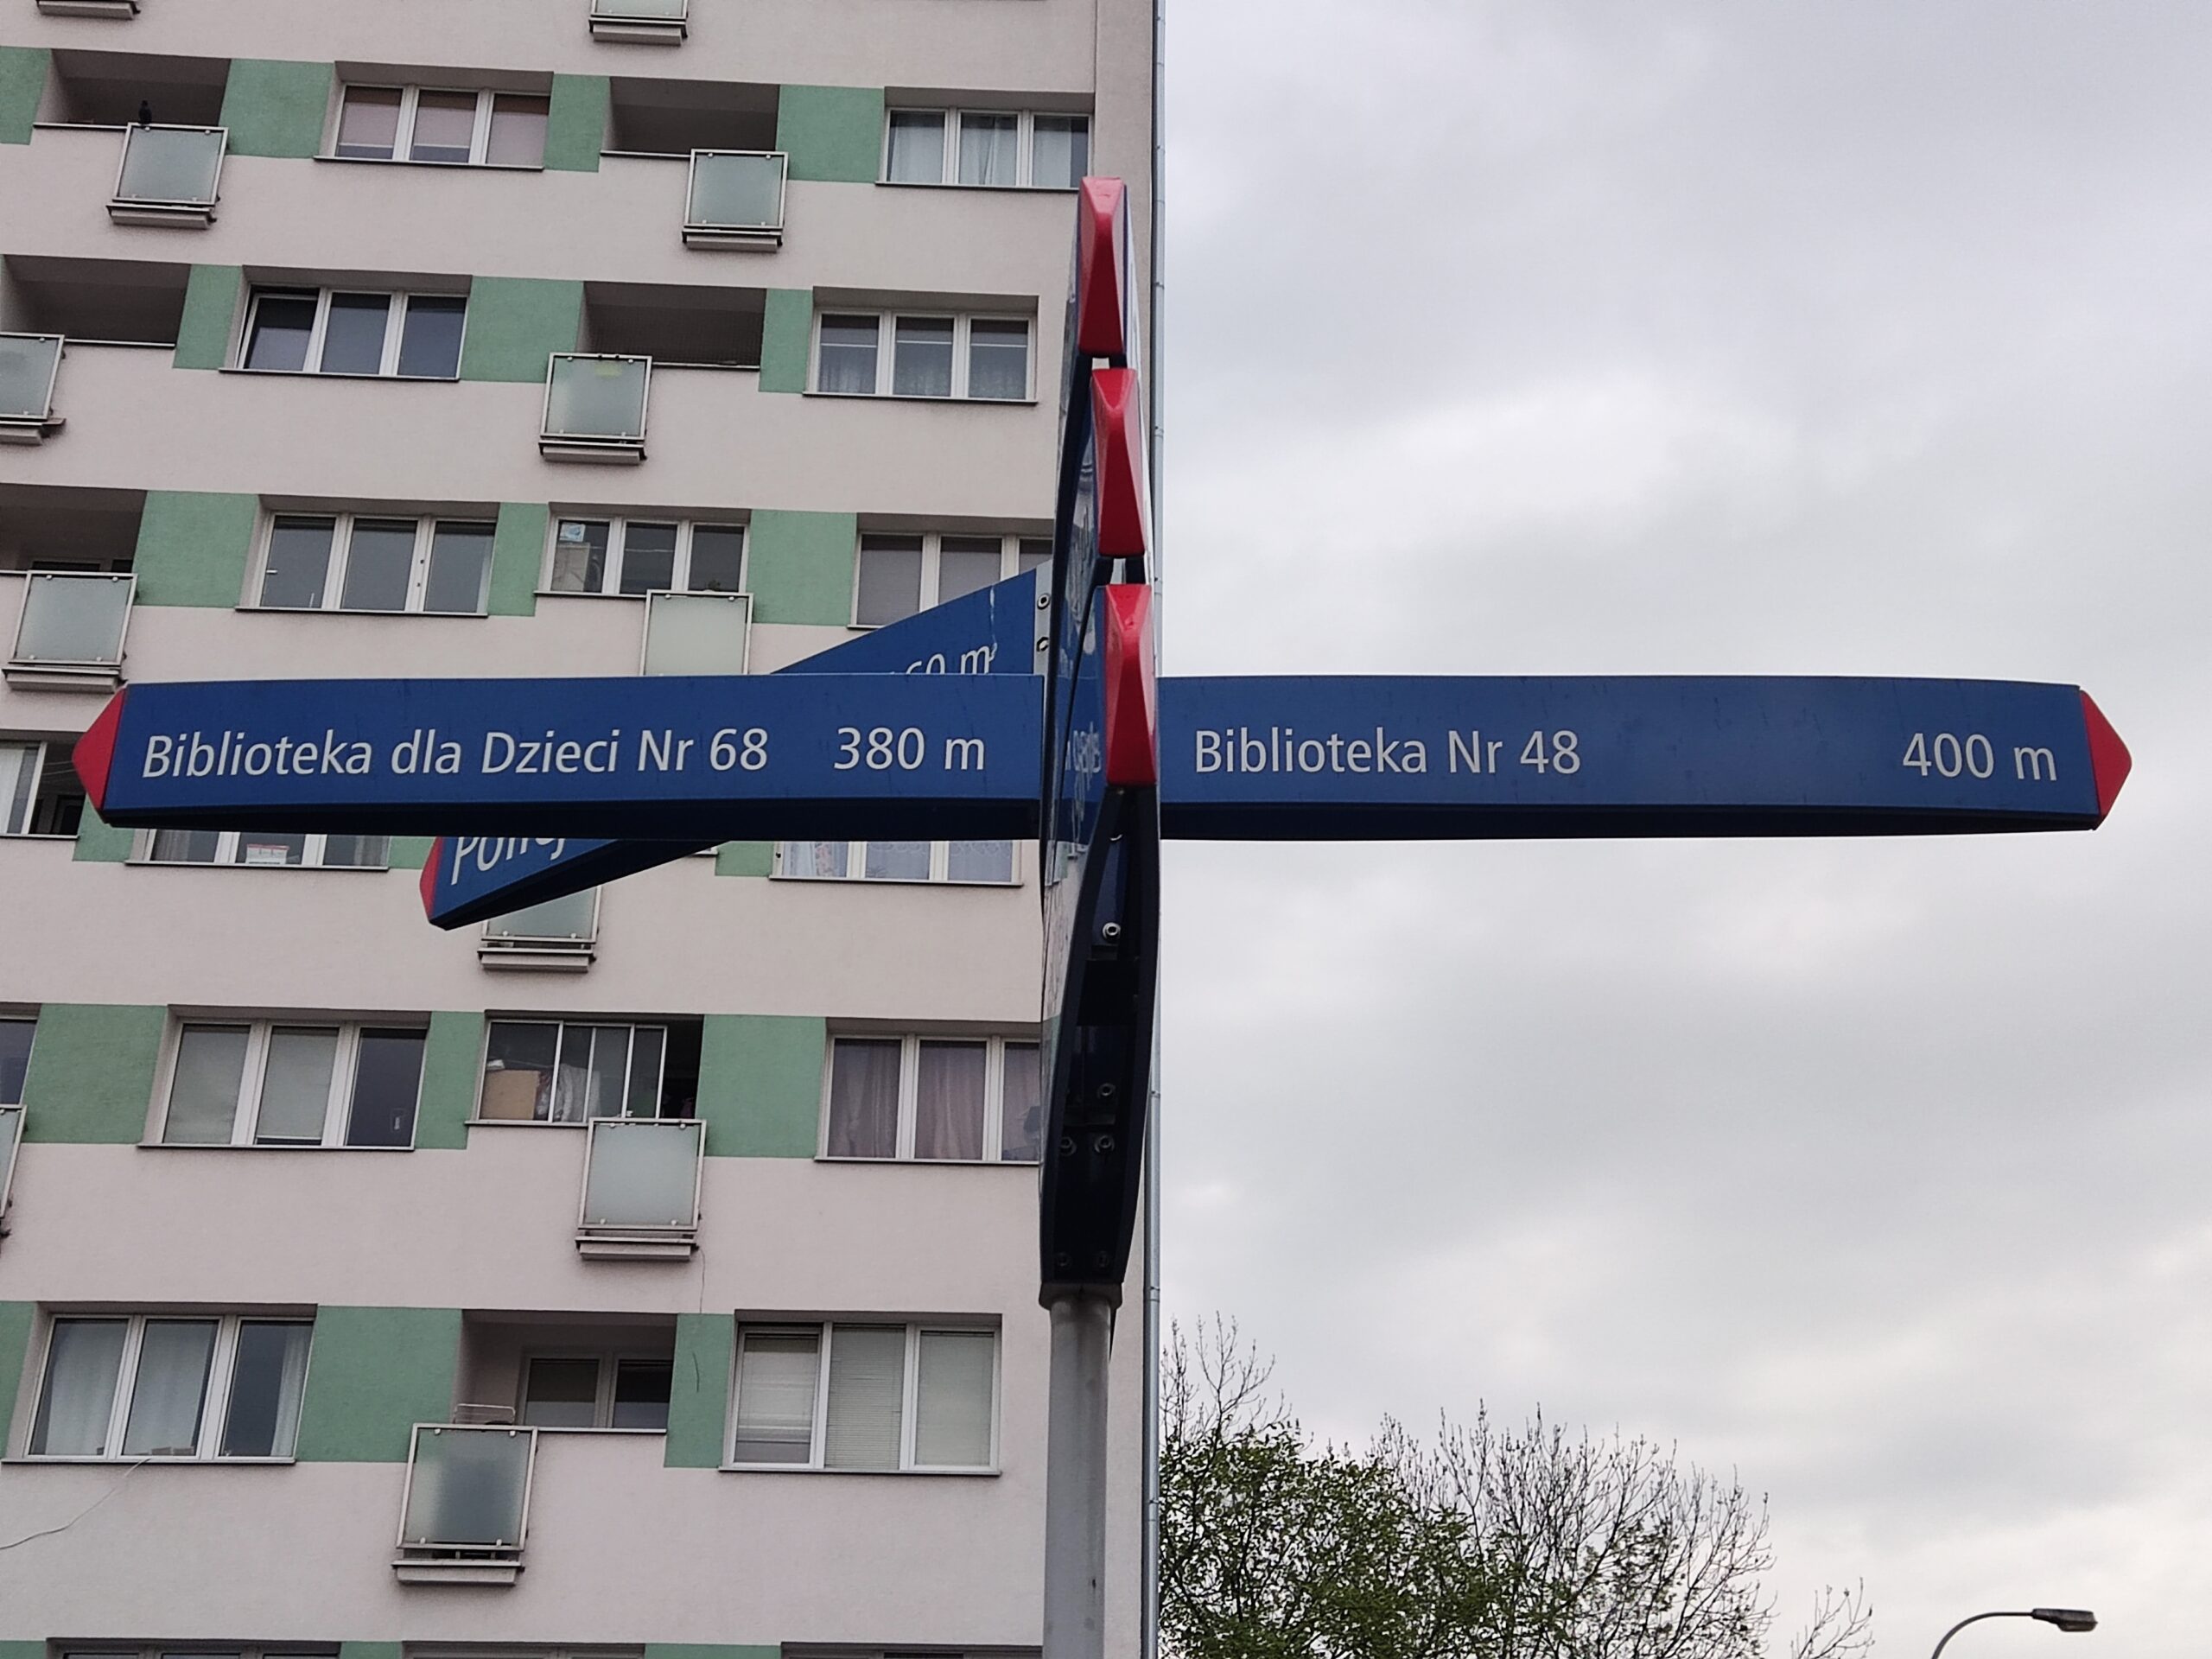 Biblioteka dla Dzieci Nr 68 380 m
Biblioteka Nr 48 400 m